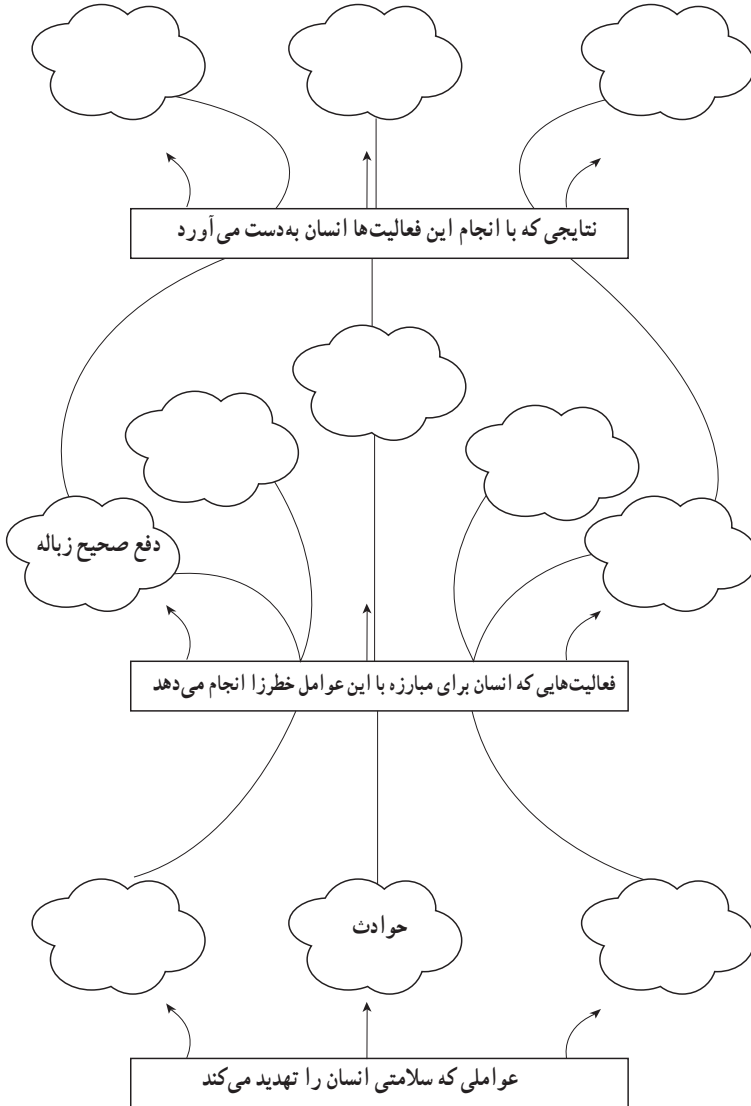 نتایجی که با انجام این فعالیت‌ها انسان به‌دست می‌آورد
دفع صحیح زباله
فعالیت‌هایی که انسان برای مبارزه با این عوامل خطرزا انجام می‌دهد
حوادث
عواملی که سلامتی انسان را تهدید می‌کند